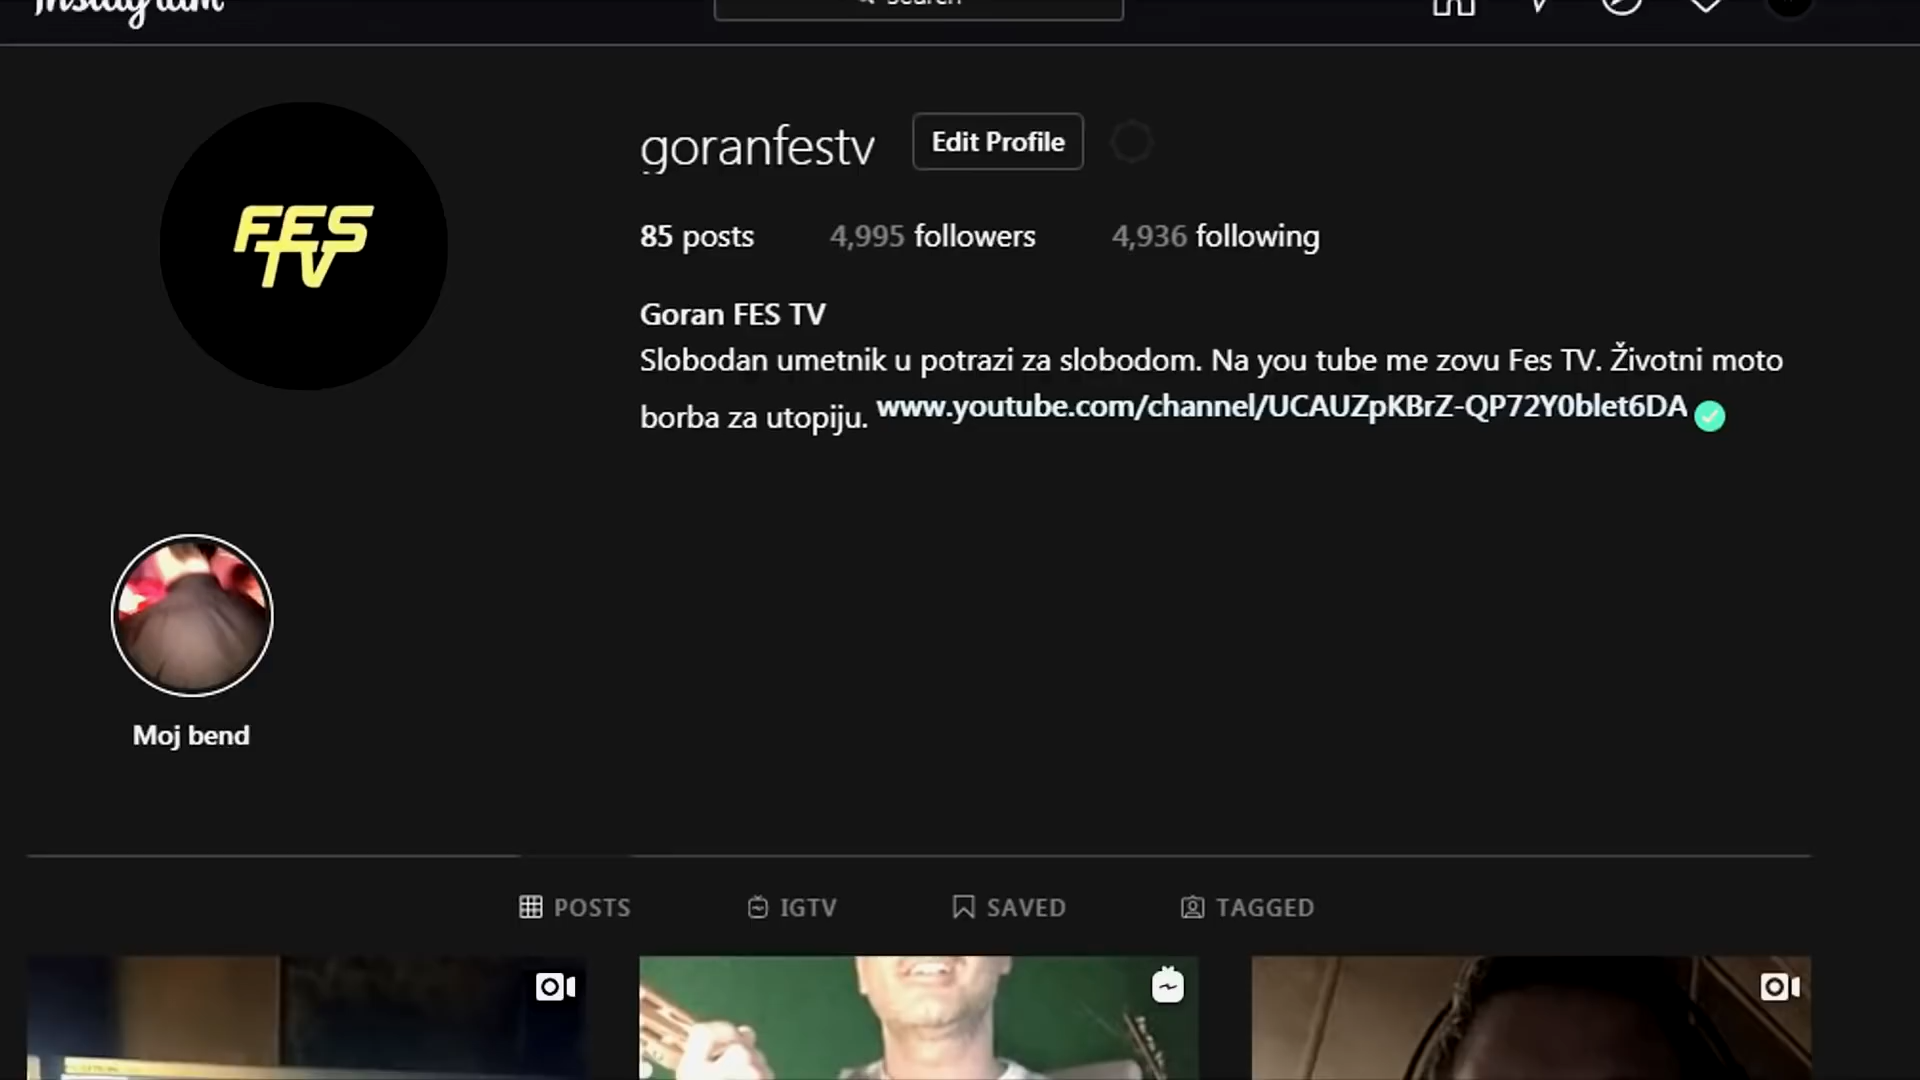 Instagram
Search
goranfestv
Edit Profile
85 posts
4,995 followers
4,936 following
Goran FES TV
Slobodan umetnik u potrazi za slobodom. Na you tube me zovu Fes TV. Životni moto
borba za utopiju. www.youtube.com/channel/UCAUZpKBrZ-QP72Y0blet6DA
FES
TV
Moj bend
POSTS
IGTV
SAVED
TAGGED